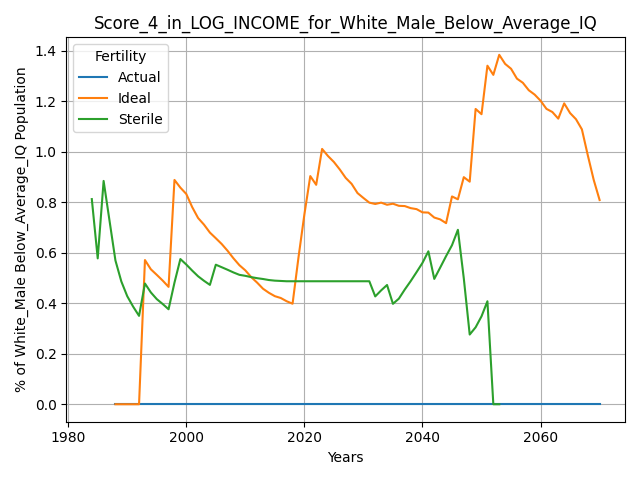 Score_4_in_LOG_INCOME_for_White_Male_Below_Average_IQ
% of White_Male Below_Average_IQ Population
1.4
1.2
1.0
0.8
0.6
0.4
0.2
0.0
Fertility
Actual
Ideal
Sterile
1980 2000 2020 2040 2060
Years